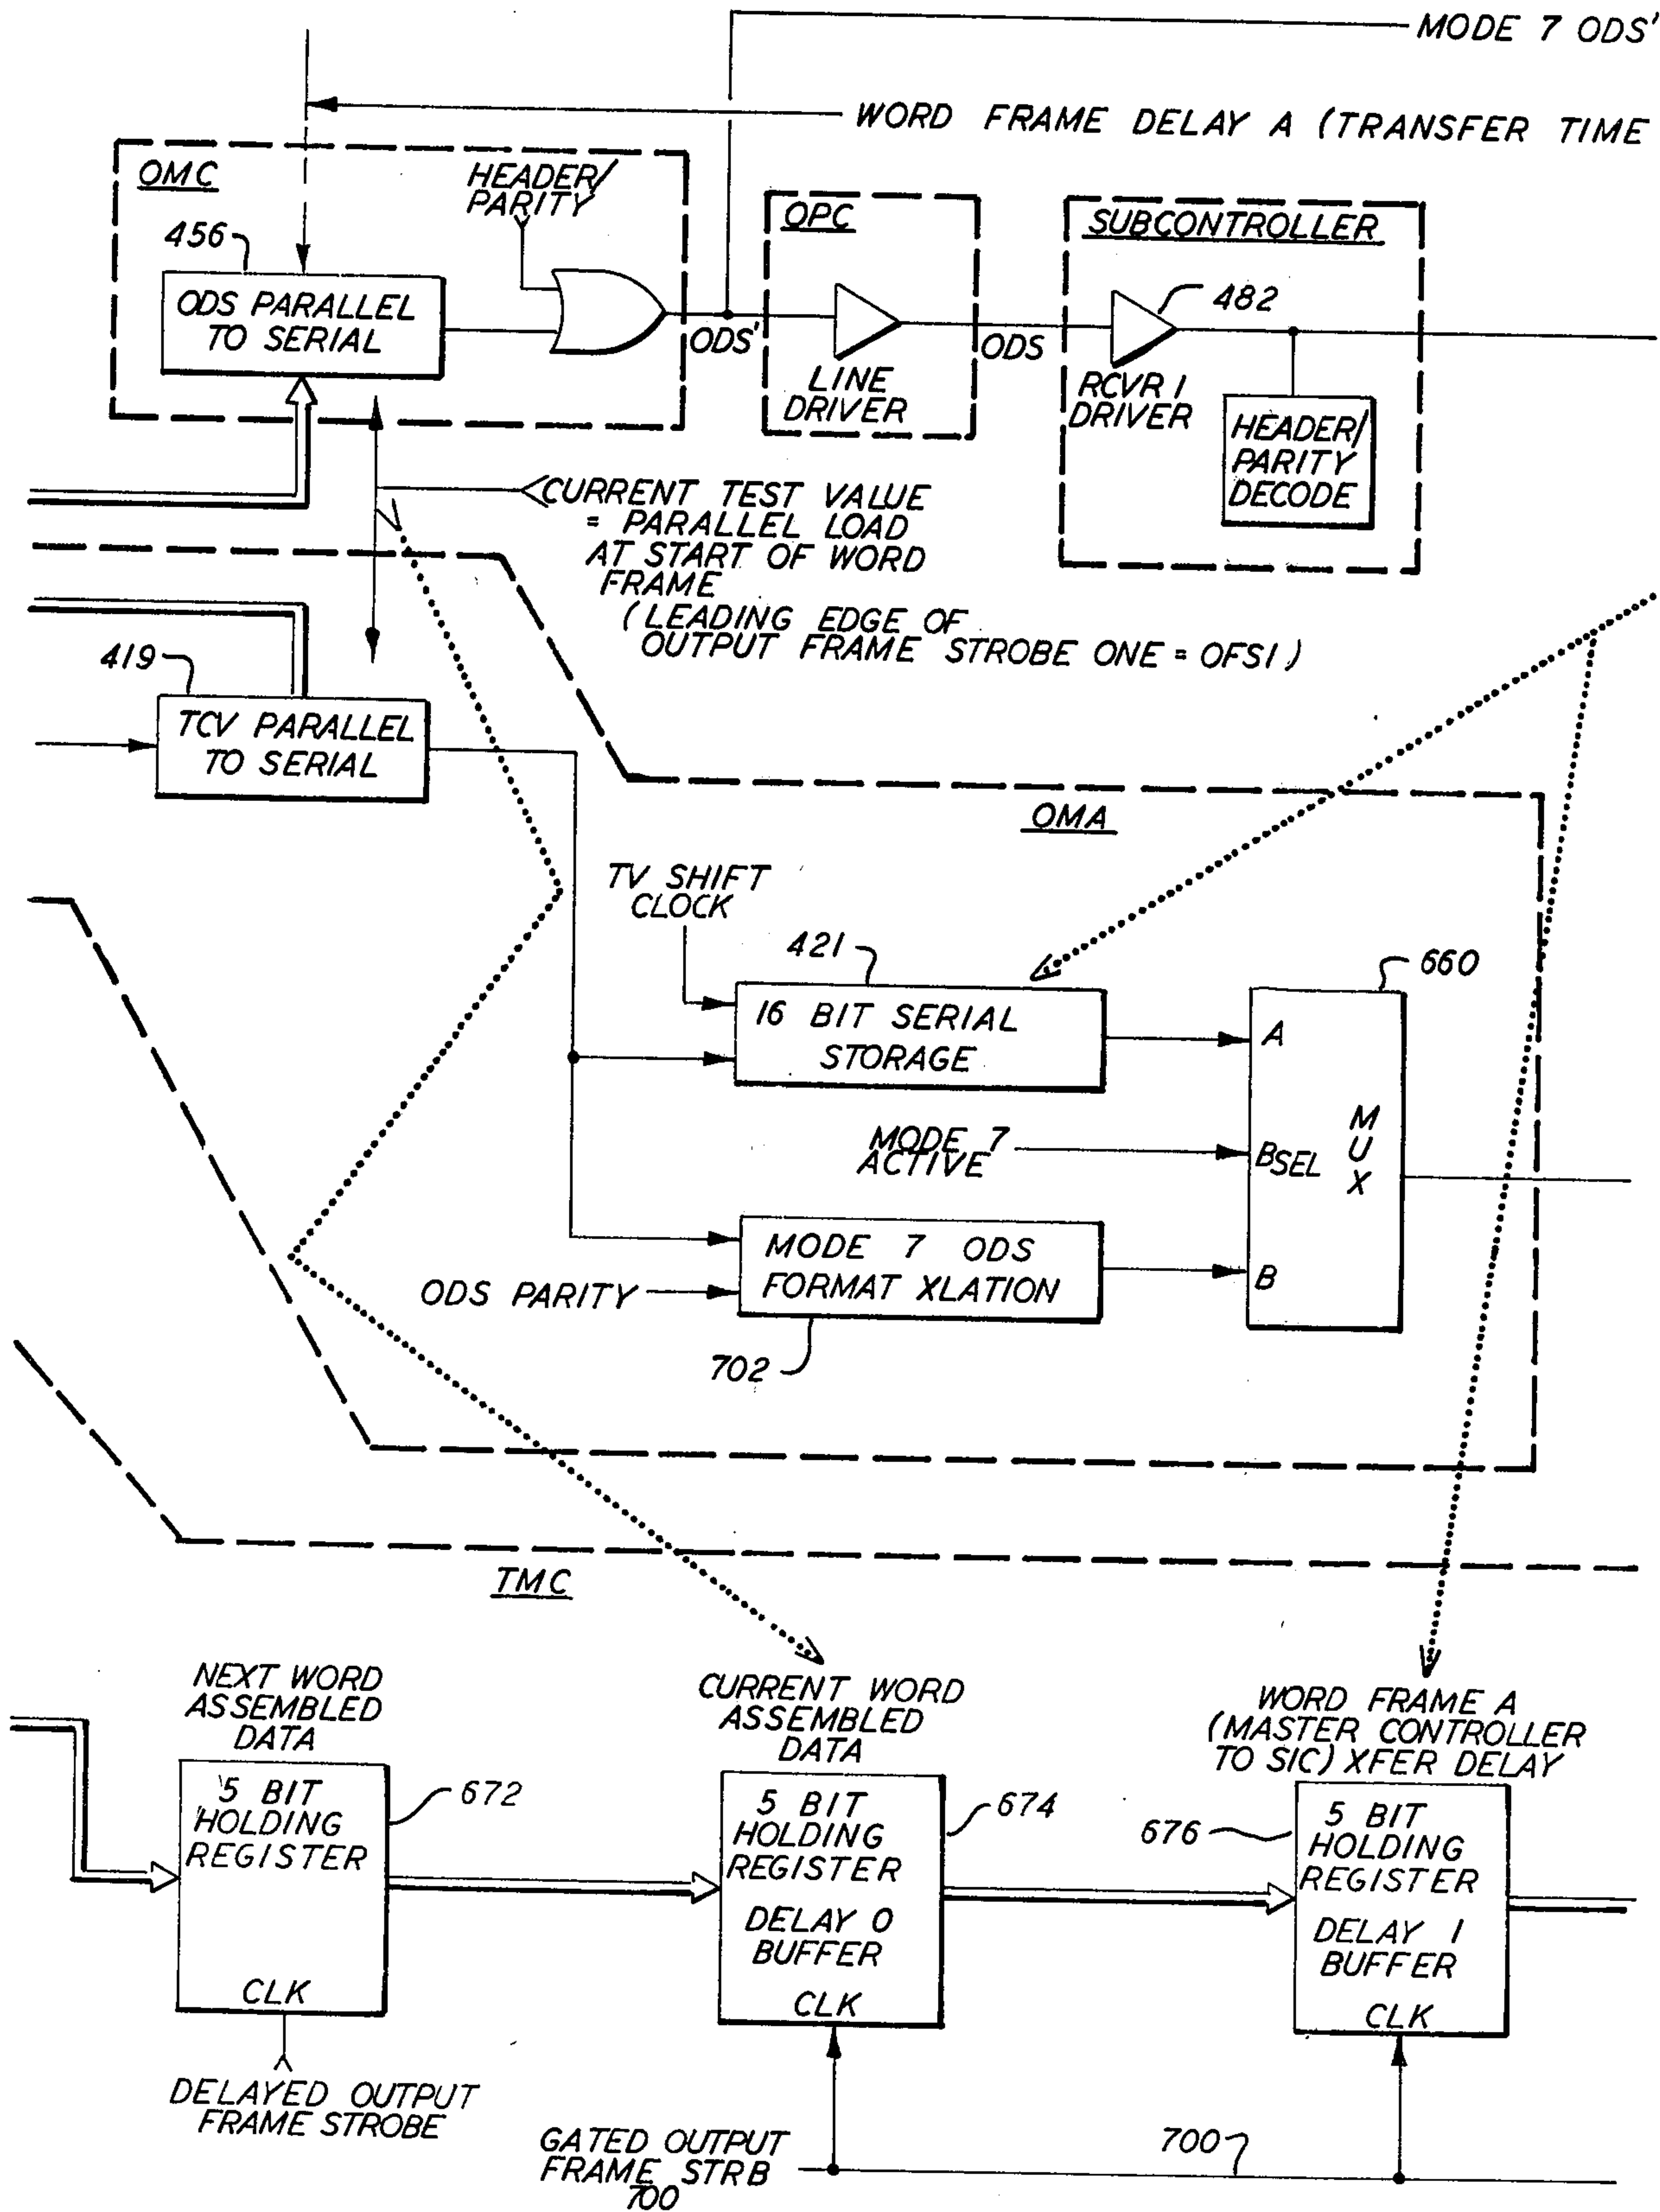 MODE 7 ODS'
WORD FRAME DELAY A (TRANSFER TIME
OMC
HEADER/
PARITY
456
ODS PARALLEL
TO SERIAL
ODS'
OPC
LINE
DRIVER
ODS
SUBCONTROLLER
482
RCVR 1
DRIVER
HEADER/
PARITY
DECODE
CURRENT TEST VALUE
= PARALLEL LOAD
AT START OF WORD
FRAME
(LEADING EDGE OF
OUTPUT FRAME STROBE ONE = OFS1)
419
TCV PARALLEL
TO SERIAL
OMA
TV SHIFT
CLOCK
421
16 BIT SERIAL
STORAGE
660
A
MODE 7
ACTIVE
BSEL
MUX
MODE 7 ODS
FORMAT XLATION
B
ODS PARITY
702
TMC
NEXT WORD
ASSEMBLED
DATA
5 BIT
HOLDING
REGISTER
CLK
672
DELAYED OUTPUT
FRAME STROBE
CURRENT WORD
ASSEMBLED
DATA
5 BIT
HOLDING
REGISTER
DELAY 0
BUFFER
CLK
674
WORD FRAME A
(MASTER CONTROLLER
TO SIC) XFER DELAY
676
5 BIT
HOLDING
REGISTER
DELAY 1
BUFFER
CLK
GATED OUTPUT
FRAME STRB
700
700